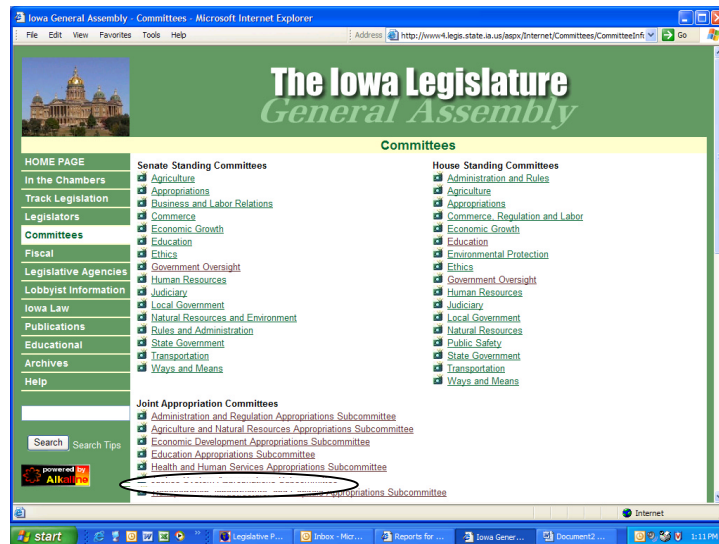 Iowa General Assembly - Committees - Microsoft Internet Explorer
File Edit View Favorites Tools Help
Address http://www4.legis.state.ia.us/aspx/Internet/Committees/CommitteeInfo Go
The Iowa Legislature
General Assembly
Committees
HOME PAGE
In the Chambers
Track Legislation
Legislators
Committees
Fiscal
Legislative Agencies
Lobbyist Information
Iowa Law
Publications
Educational
Archives
Help
Search Search Tips
powered by
Alkaline
Senate Standing Committees
Agriculture
Appropriations
Business and Labor Relations
Commerce
Economic Growth
Education
Ethics
Government Oversight
Human Resources
Judiciary
Local Government
Natural Resources and Environment
Rules and Administration
State Government
Transportation
Ways and Means
House Standing Committees
Administration and Rules
Agriculture
Appropriations
Commerce, Regulation and Labor
Economic Growth
Education
Environmental Protection
Ethics
Government Oversight
Human Resources
Judiciary
Local Government
Natural Resources
Public Safety
State Government
Transportation
Ways and Means
Joint Appropriation Committees
Administration and Regulation Appropriations Subcommittee
Agriculture and Natural Resources Appropriations Subcommittee
Economic Development Appropriations Subcommittee
Education Appropriations Subcommittee
Health and Human Services Appropriations Subcommittee
Appropriations Subcommittee
Internet
start
Legislative P...
Inbox - Micr...
Reports for ...
Iowa Gener...
Document2 ...
1:11 PM